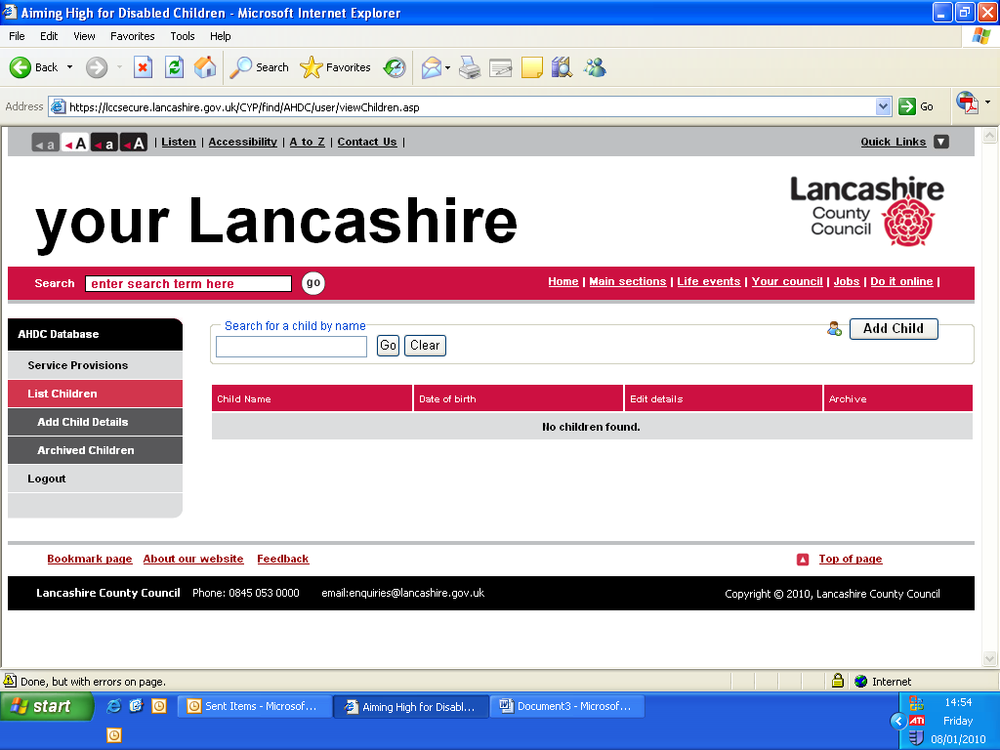 Aiming High for Disabled Children - Microsoft Internet Explorer
File Edit View Favorites Tools Help
Back Search Favorites
Address https://lccsecure.lancashire.gov.uk/CYP/find/AHDC/user/viewChildren.asp Go
a A a A | Listen | Accessibility | A to Z | Contact Us | Quick Links
your Lancashire
Lancashire
County
Council
Search enter search term here go Home | Main sections | Life events | Your council | Jobs | Do it online |
AHDC Database
Service Provisions
List Children
Add Child Details
Archived Children
Logout
Search for a child by name
Go Clear
Add Child
Child Name Date of birth Edit details Archive
No children found.
Bookmark page About our website Feedback Top of page
Lancashire County Council Phone: 0845 053 0000 email:enquiries@lancashire.gov.uk Copyright © 2010, Lancashire County Council
Done, but with errors on page. Internet
start Sent Items - Microsof... Aiming High for Disabl... Document3 - Microsof...
14:54
ATI Friday
08/01/2010